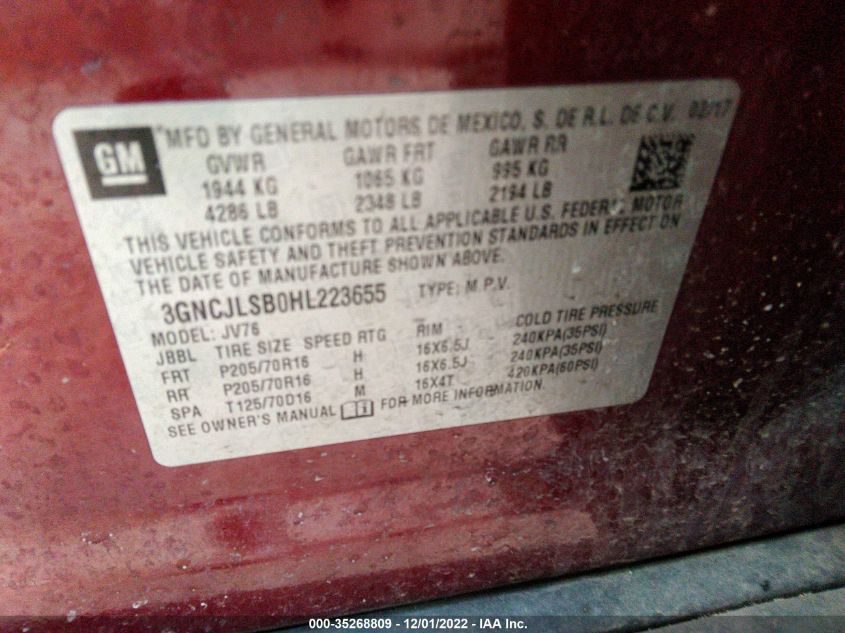 GM
MFD BY GENERAL MOTORS DE MEXICO, S. DE R.L. DE C.V. 02/17
GVWR GAWR FRT GAWR RR
1944 KG 1065 KG 995 KG
4286 LB 2348 LB 2194 LB
THIS VEHICLE CONFORMS TO ALL APPLICABLE U.S. FEDERAL MOTOR
VEHICLE SAFETY AND THEFT PREVENTION STANDARDS IN EFFECT ON
THE DATE OF MANUFACTURE SHOWN ABOVE.
3GNCJLSB0HL223655 TYPE: M.P.V.
MODEL: JV76
JBBL TIRE SIZE SPEED RTG RIM COLD TIRE PRESSURE
FRT P205/70R16 H 16X6.5J 240KPA(35PSI)
RR P205/70R16 H 16X6.5J 240KPA(35PSI)
SPA T125/70D16 M 16X4T 420KPA(60PSI)
SEE OWNER'S MANUAL FOR MORE INFORMATION.
000-35268809 - 12/01/2022 - IAA Inc.